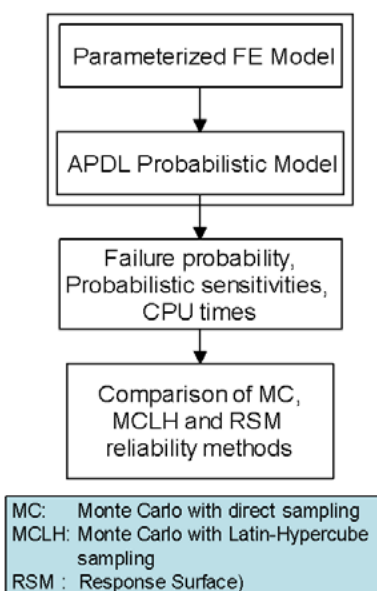 Parameterized FE Model
APDL Probabilistic Model
Failure probability,
Probabilistic sensitivities,
CPU times
Comparison of MC,
MCLH and RSM
reliability methods
MC: Monte Carlo with direct sampling
MCLH: Monte Carlo with Latin-Hypercube
sampling
RSM : Response Surface)